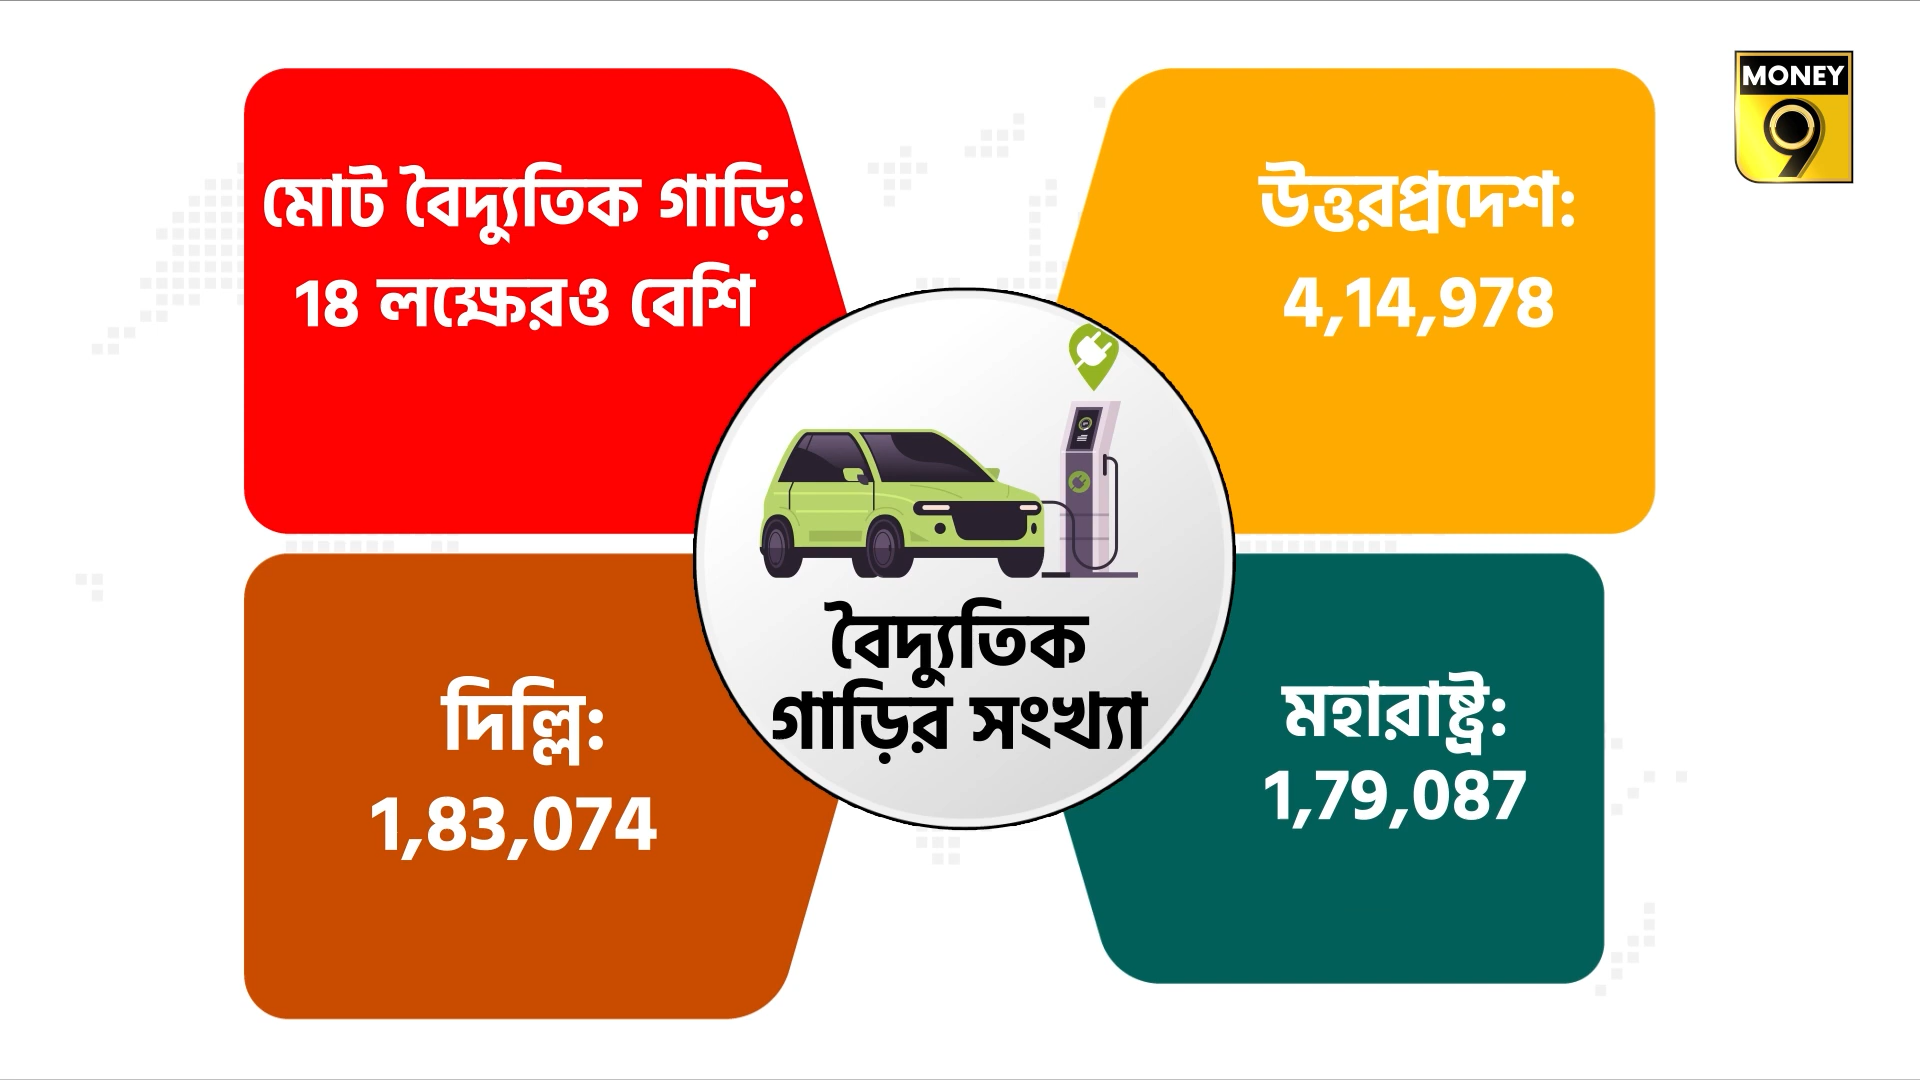 MONEY
9
মোট বৈদ্যুতিক গাড়ি:
18 লক্ষেরও বেশি
উত্তরপ্রদেশ:
4,14,978
বৈদ্যুতিক
গাড়ির সংখ্যা
দিল্লি:
1,83,074
মহারাষ্ট্র:
1,79,087